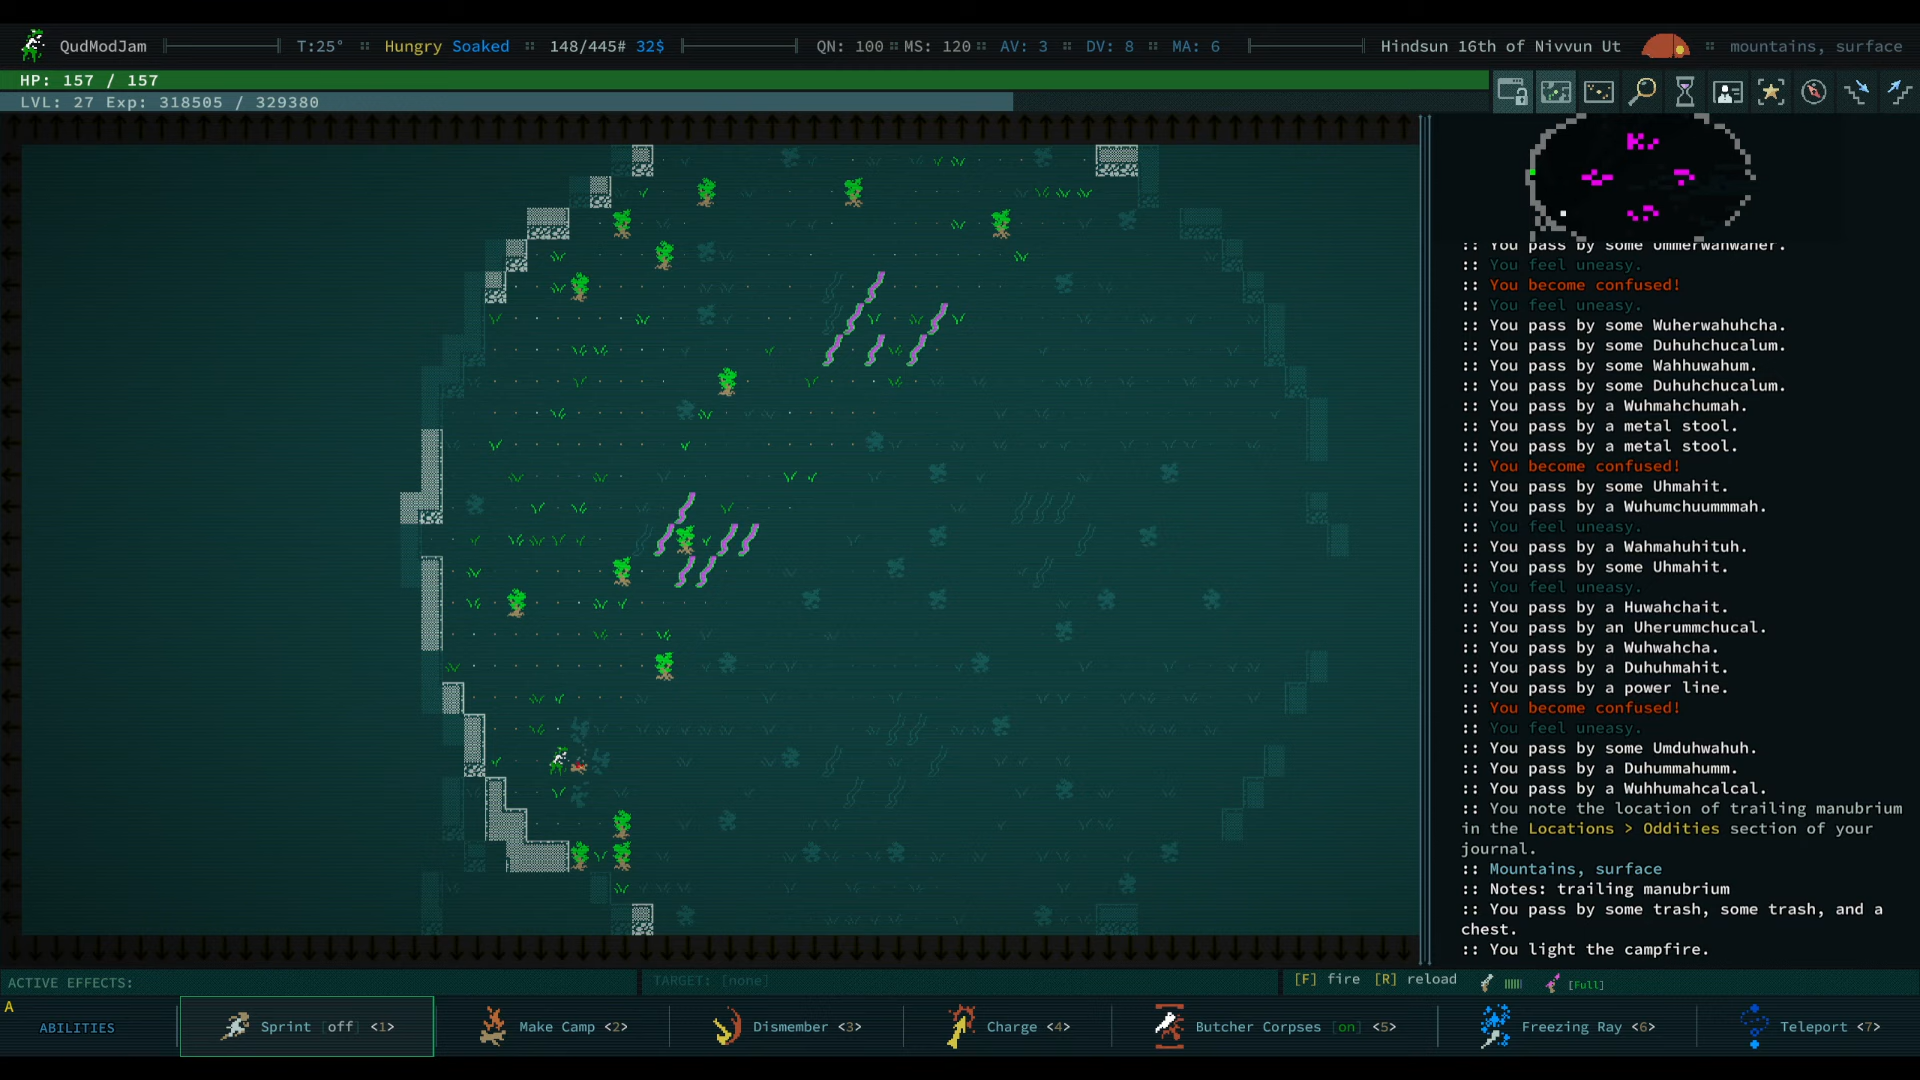 QudModJam T:25° :: Hungry Soaked :: 148/445# 32$ QN: 100 :: MS: 120 :: AV: 3 :: DV: 8 :: MA: 6 Hindsun 16th of Nivvun Ut :: mountains, surface
HP: 157 / 157
LVL: 27 Exp: 318505 / 329380
:: You pass by some Ummerwahwaher.
:: You feel uneasy.
:: You become confused!
:: You feel uneasy.
:: You pass by some Wuherwahuhcha.
:: You pass by some Duhuhchucalum.
:: You pass by some Wahhuwahum.
:: You pass by some Duhuhchucalum.
:: You pass by a Wuhmahchumah.
:: You pass by a metal stool.
:: You pass by a metal stool.
:: You become confused!
:: You pass by some Uhmahit.
:: You pass by a Wuhumchuummmah.
:: You feel uneasy.
:: You pass by a Wahmahuhituh.
:: You pass by some Uhmahit.
:: You feel uneasy.
:: You pass by a Huwahchait.
:: You pass by an Uherummchucal.
:: You pass by a Wuhwahcha.
:: You pass by a Duhuhmahit.
:: You pass by a power line.
:: You become confused!
:: You feel uneasy.
:: You pass by some Umduhwahuh.
:: You pass by a Duhummahumm.
:: You pass by a Wuhhumahcalcal.
:: You note the location of trailing manubrium
in the Locations > Oddities section of your
journal.
:: Mountains, surface
:: Notes: trailing manubrium
:: You pass by some trash, some trash, and a
chest.
:: You light the campfire.
ACTIVE EFFECTS: TARGET: [none] [F] fire [R] reload [Full]
A
ABILITIES Sprint [off] <1> Make Camp <2> Dismember <3> Charge <4> Butcher Corpses [on] <5> Freezing Ray <6> Teleport <7>